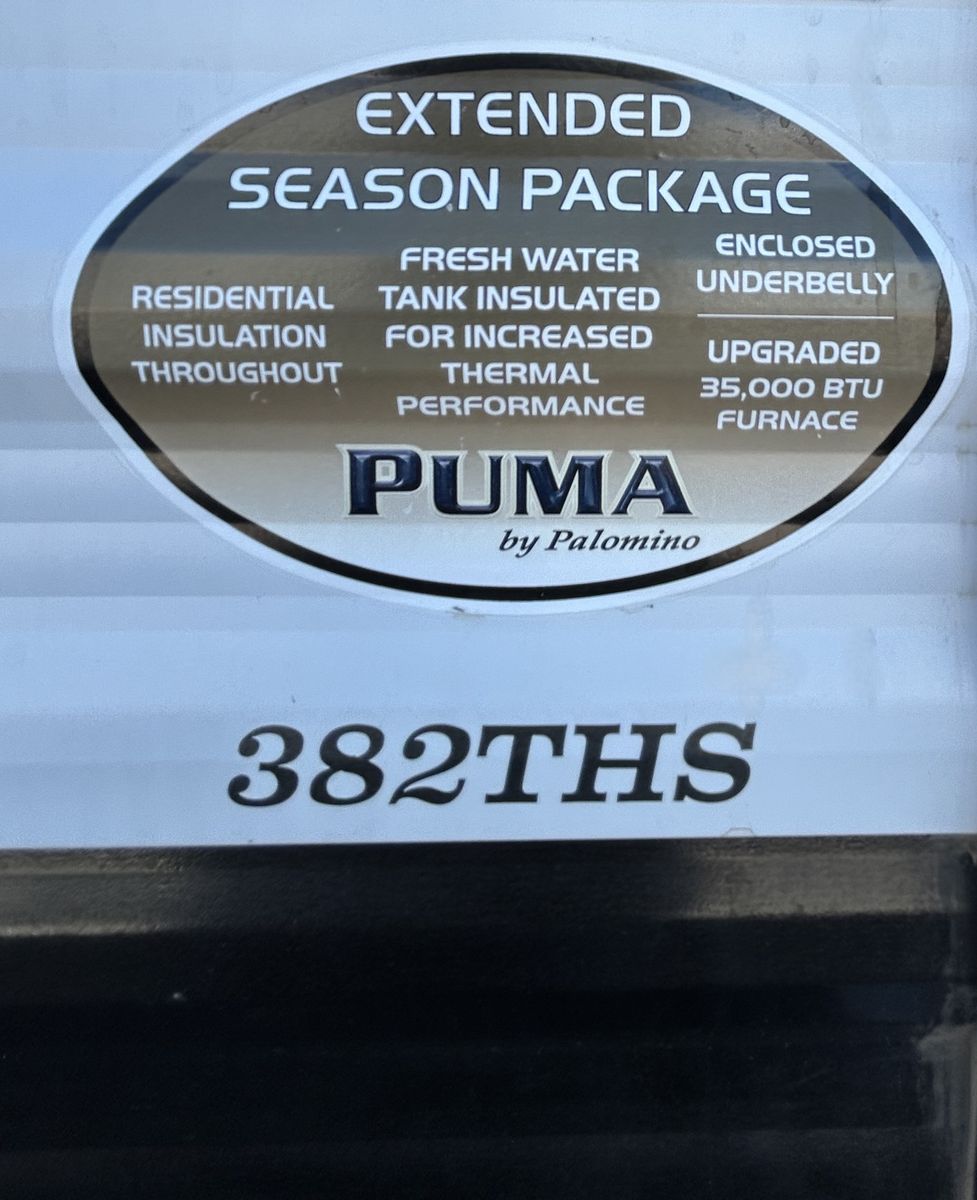 EXTENDED
SEASON PACKAGE
RESIDENTIAL
INSULATION
THROUGHOUT
FRESH WATER
TANK INSULATED
FOR INCREASED
THERMAL
PERFORMANCE
ENCLOSED
UNDERBELLY
UPGRADED
35,000 BTU
FURNACE
PUMA
by Palomino
382THS